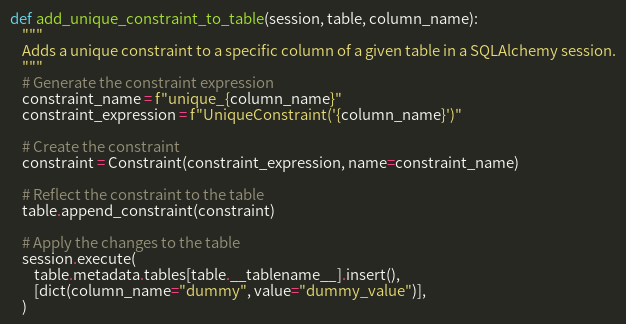 def add_unique_constraint_to_table(session, table, column_name):
    """
    Adds a unique constraint to a specific column of a given table in a SQLAlchemy session.
    """
    # Generate the constraint expression
    constraint_name = f"unique_{column_name}"
    constraint_expression = f"UniqueConstraint('{column_name}')"

    # Create the constraint
    constraint = Constraint(constraint_expression, name=constraint_name)

    # Reflect the constraint to the table
    table.append_constraint(constraint)

    # Apply the changes to the table
    session.execute(
        table.metadata.tables[table.__tablename__].insert(),
        [dict(column_name="dummy", value="dummy_value")],
    )